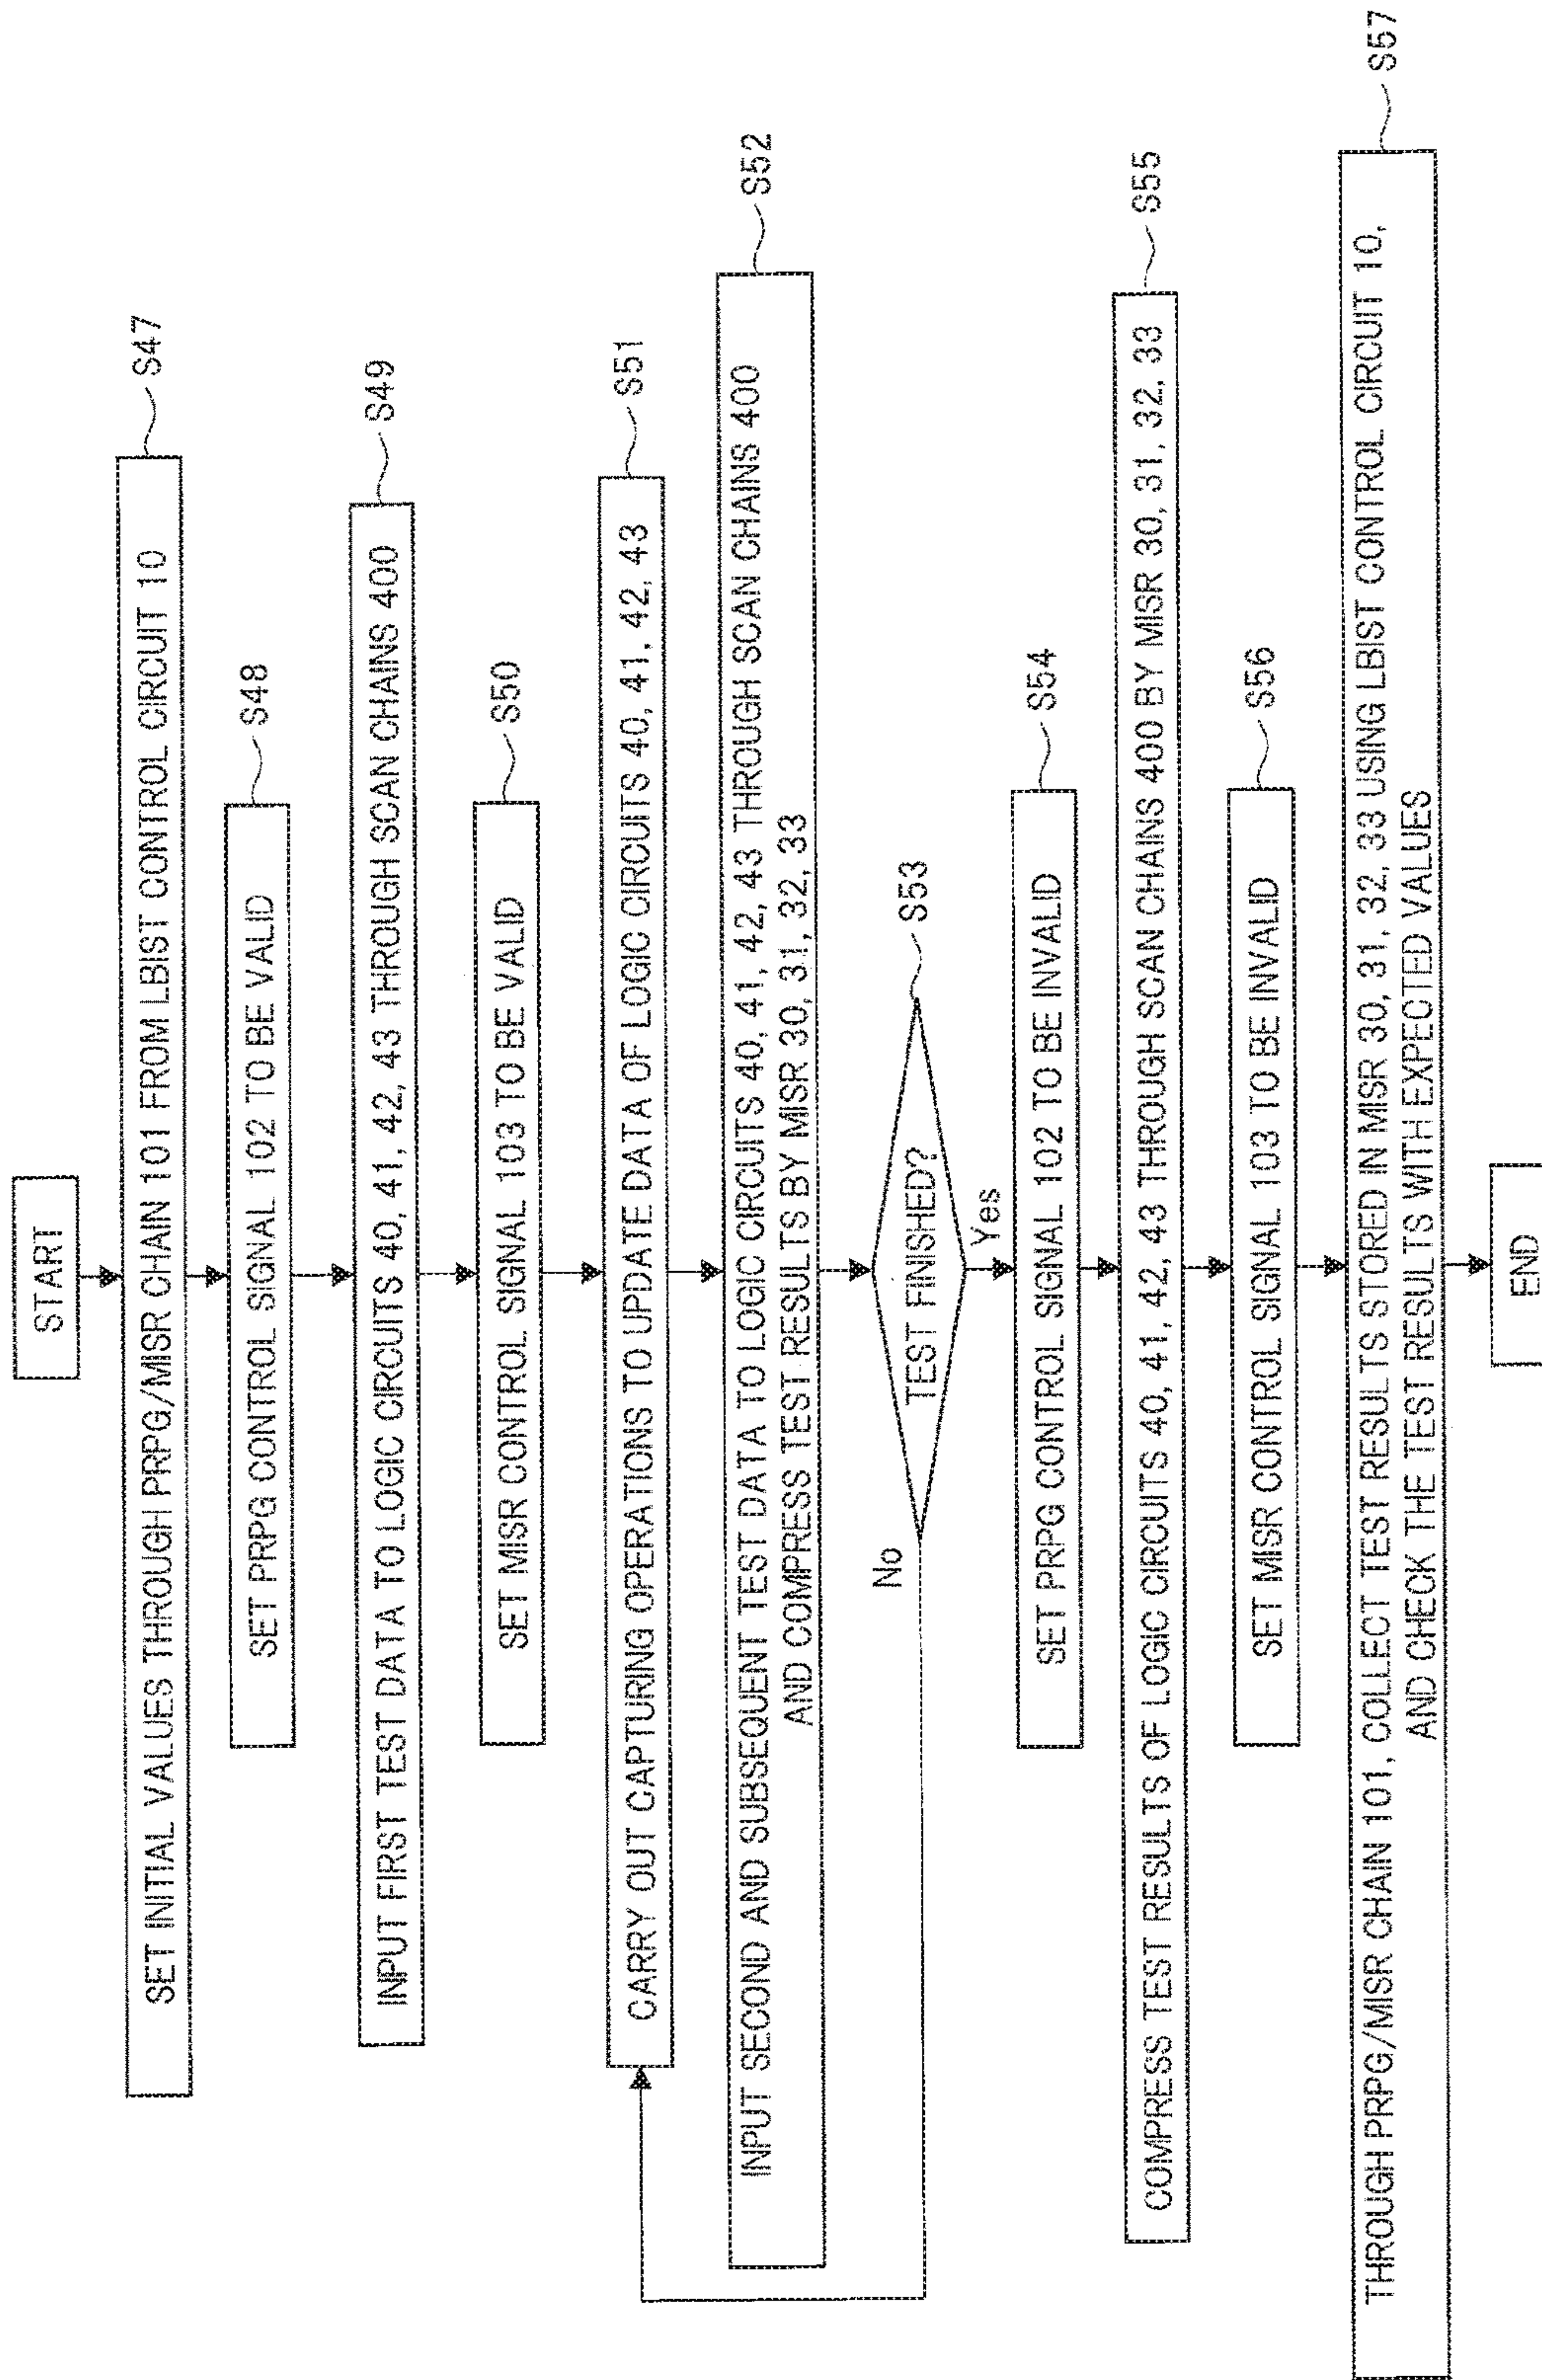 START
SET INITIAL VALUES THROUGH PRPG/MISR CHAIN 101 FROM LBIST CONTROL CIRCUIT 10
S47
SET PRPG CONTROL SIGNAL 102 TO BE VALID
S48
INPUT FIRST TEST DATA TO LOGIC CIRCUITS 40, 41, 42, 43 THROUGH SCAN CHAINS 400
S49
SET MISR CONTROL SIGNAL 103 TO BE VALID
S50
CARRY OUT CAPTURING OPERATIONS TO UPDATE DATA OF LOGIC CIRCUITS 40, 41, 42, 43
S51
INPUT SECOND AND SUBSEQUENT TEST DATA TO LOGIC CIRCUITS 40, 41, 42, 43 THROUGH SCAN CHAINS 400
AND COMPRESS TEST RESULTS BY MISR 30, 31, 32, 33
S52
TEST FINISHED?
S53
No
Yes
SET PRPG CONTROL SIGNAL 102 TO BE INVALID
S54
COMPRESS TEST RESULTS OF LOGIC CIRCUITS 40, 41, 42, 43 THROUGH SCAN CHAINS 400 BY MISR 30, 31, 32, 33
S55
SET MISR CONTROL SIGNAL 103 TO BE INVALID
S56
THROUGH PRPG/MISR CHAIN 101, COLLECT TEST RESULTS STORED IN MISR 30, 31, 32, 33 USING LBIST CONTROL CIRCUIT 10,
AND CHECK THE TEST RESULTS WITH EXPECTED VALUES
S57
END